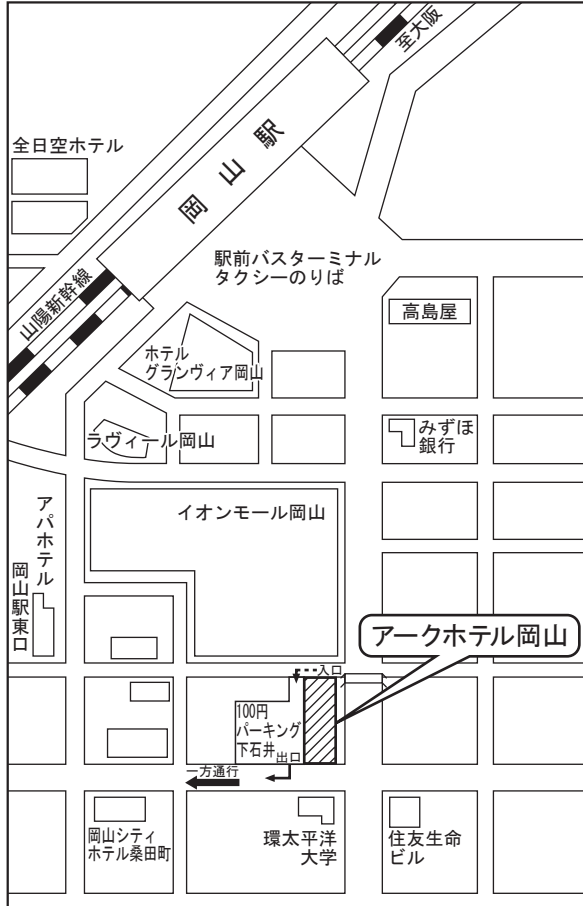 至大阪
岡山駅
全日空ホテル
駅前バスターミナル
タクシーのりば
山陽新幹線
高島屋
ホテル
グランヴィア岡山
みずほ
銀行
ラヴィール岡山
イオンモール岡山
アパホテル
岡山駅東口
アークホテル岡山
入口
100円
パーキング
下石井
出口
一方通行
岡山シティ
ホテル桑田町
環太平洋
大学
住友生命
ビル